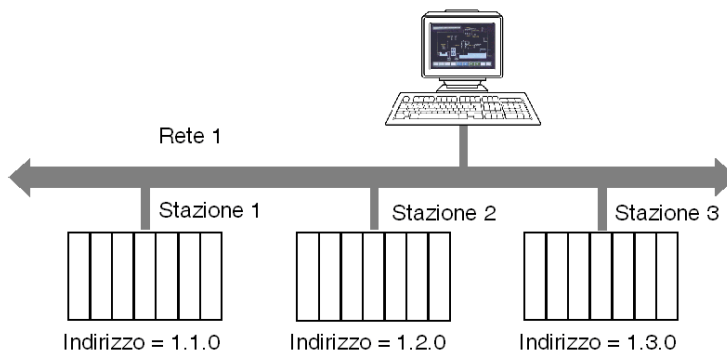 Rete 1
Stazione 1
Stazione 2
Stazione 3
Indirizzo = 1.1.0
Indirizzo = 1.2.0
Indirizzo = 1.3.0